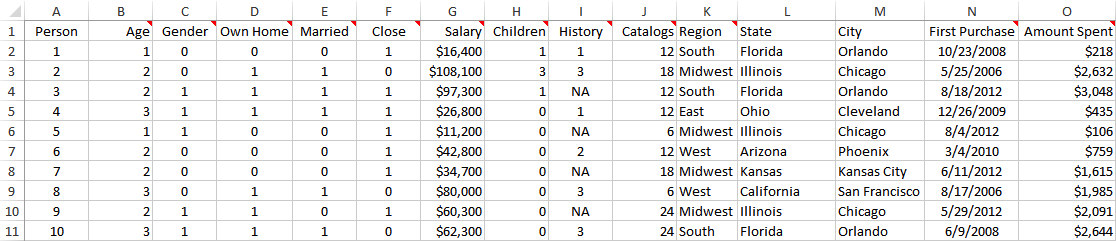 A B C D E F G H I J K L M N O
1 Person Age Gender Own Home Married Close Salary Children History Catalogs Region State City First Purchase Amount Spent
2 1 1 0 0 0 1 $16,400 1 1 12 South Florida Orlando 10/23/2008 $218
3 2 2 0 1 1 0 $108,100 3 3 18 Midwest Illinois Chicago 5/25/2006 $2,632
4 3 2 1 1 1 1 $97,300 1 NA 12 South Florida Orlando 8/18/2012 $3,048
5 4 3 1 1 1 1 $26,800 0 1 12 East Ohio Cleveland 12/26/2009 $435
6 5 1 1 0 0 1 $11,200 0 NA 6 Midwest Illinois Chicago 8/4/2012 $106
7 6 2 0 0 0 1 $42,800 0 2 12 West Arizona Phoenix 3/4/2010 $759
8 7 2 0 0 0 1 $34,700 0 NA 18 Midwest Kansas Kansas City 6/11/2012 $1,615
9 8 3 0 1 1 0 $80,000 0 3 6 West California San Francisco 8/17/2006 $1,985
10 9 2 1 1 0 1 $60,300 0 NA 24 Midwest Illinois Chicago 5/29/2012 $2,091
11 10 3 1 1 1 0 $62,300 0 3 24 South Florida Orlando 6/9/2008 $2,644